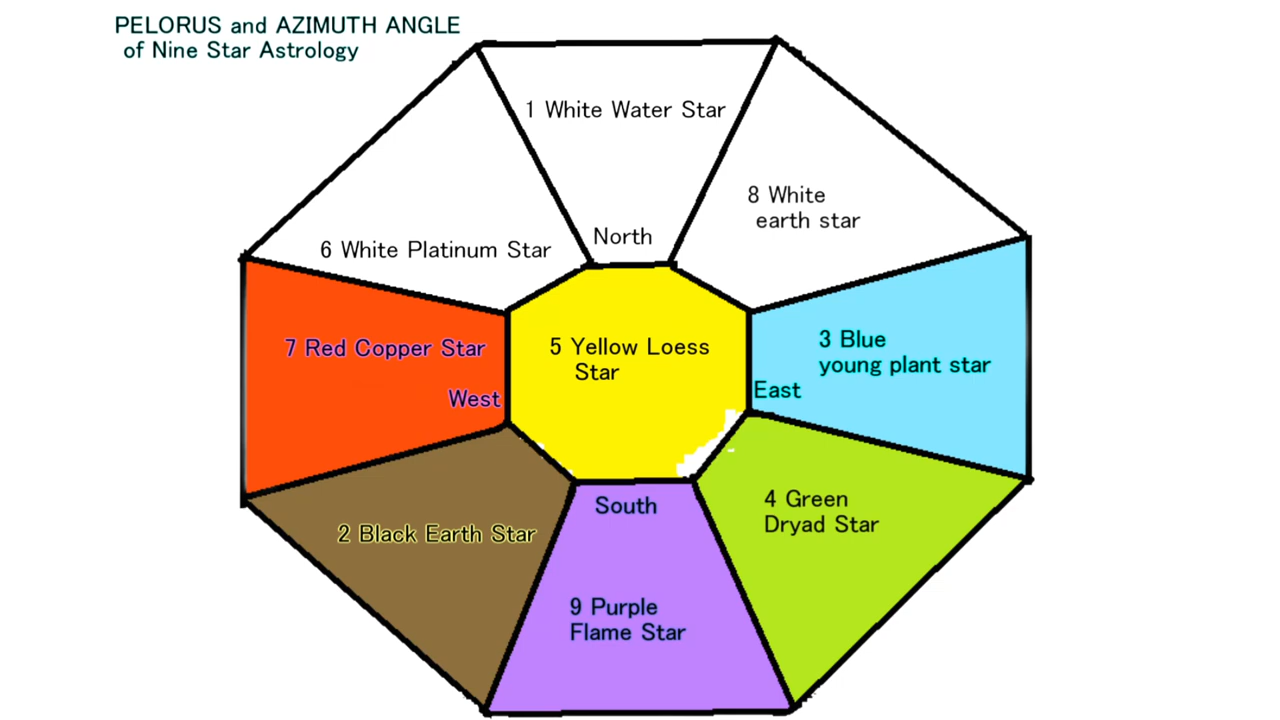 PELORUS and AZIMUTH ANGLE
of Nine Star Astrology
1 White Water Star
8 White
earth star
North
6 White Platinum Star
7 Red Copper Star
West
5 Yellow Loess
Star
3 Blue
young plant star
East
2 Black Earth Star
South
4 Green
Dryad Star
9 Purple
Flame Star